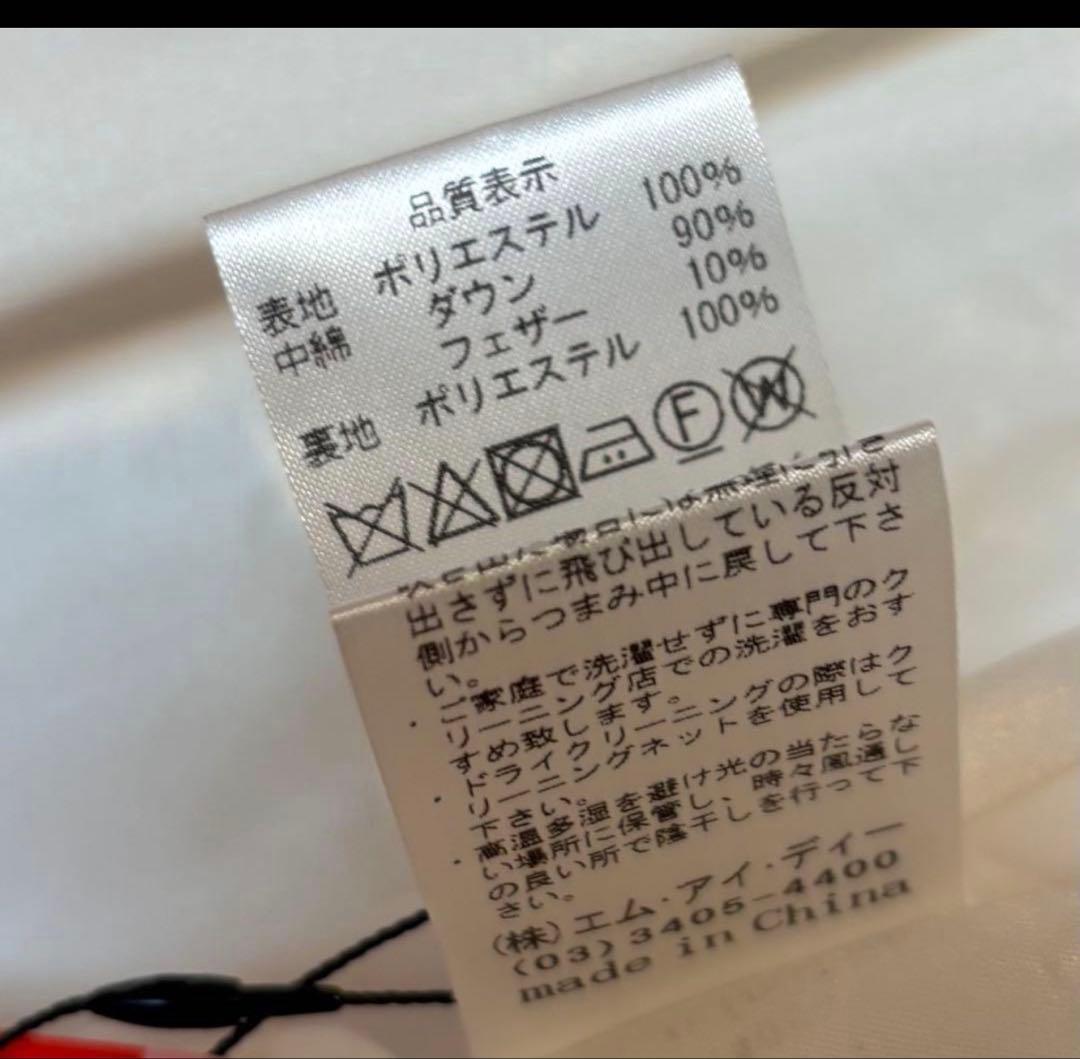 品質表示
表地 ポリエステル 100%
中綿 ダウン 90%
フェザー 10%
裏地 ポリエステル 100%
F W
出さずに飛び出している反対
側からつまみ中に戻して下さ
い。
・ご家庭で洗濯せずに専門のク
リーニング店での洗濯をおす
すめ致します。
・ドライクリーニングの際はク
リーニングネットを使用して
下さい。
・高温多湿を避け光の当たらな
い場所に保管し、時々風通し
の良い所で陰干しを行って下
さい。
(株)エム・アイ・ディー
(03)3405-4400
made in China